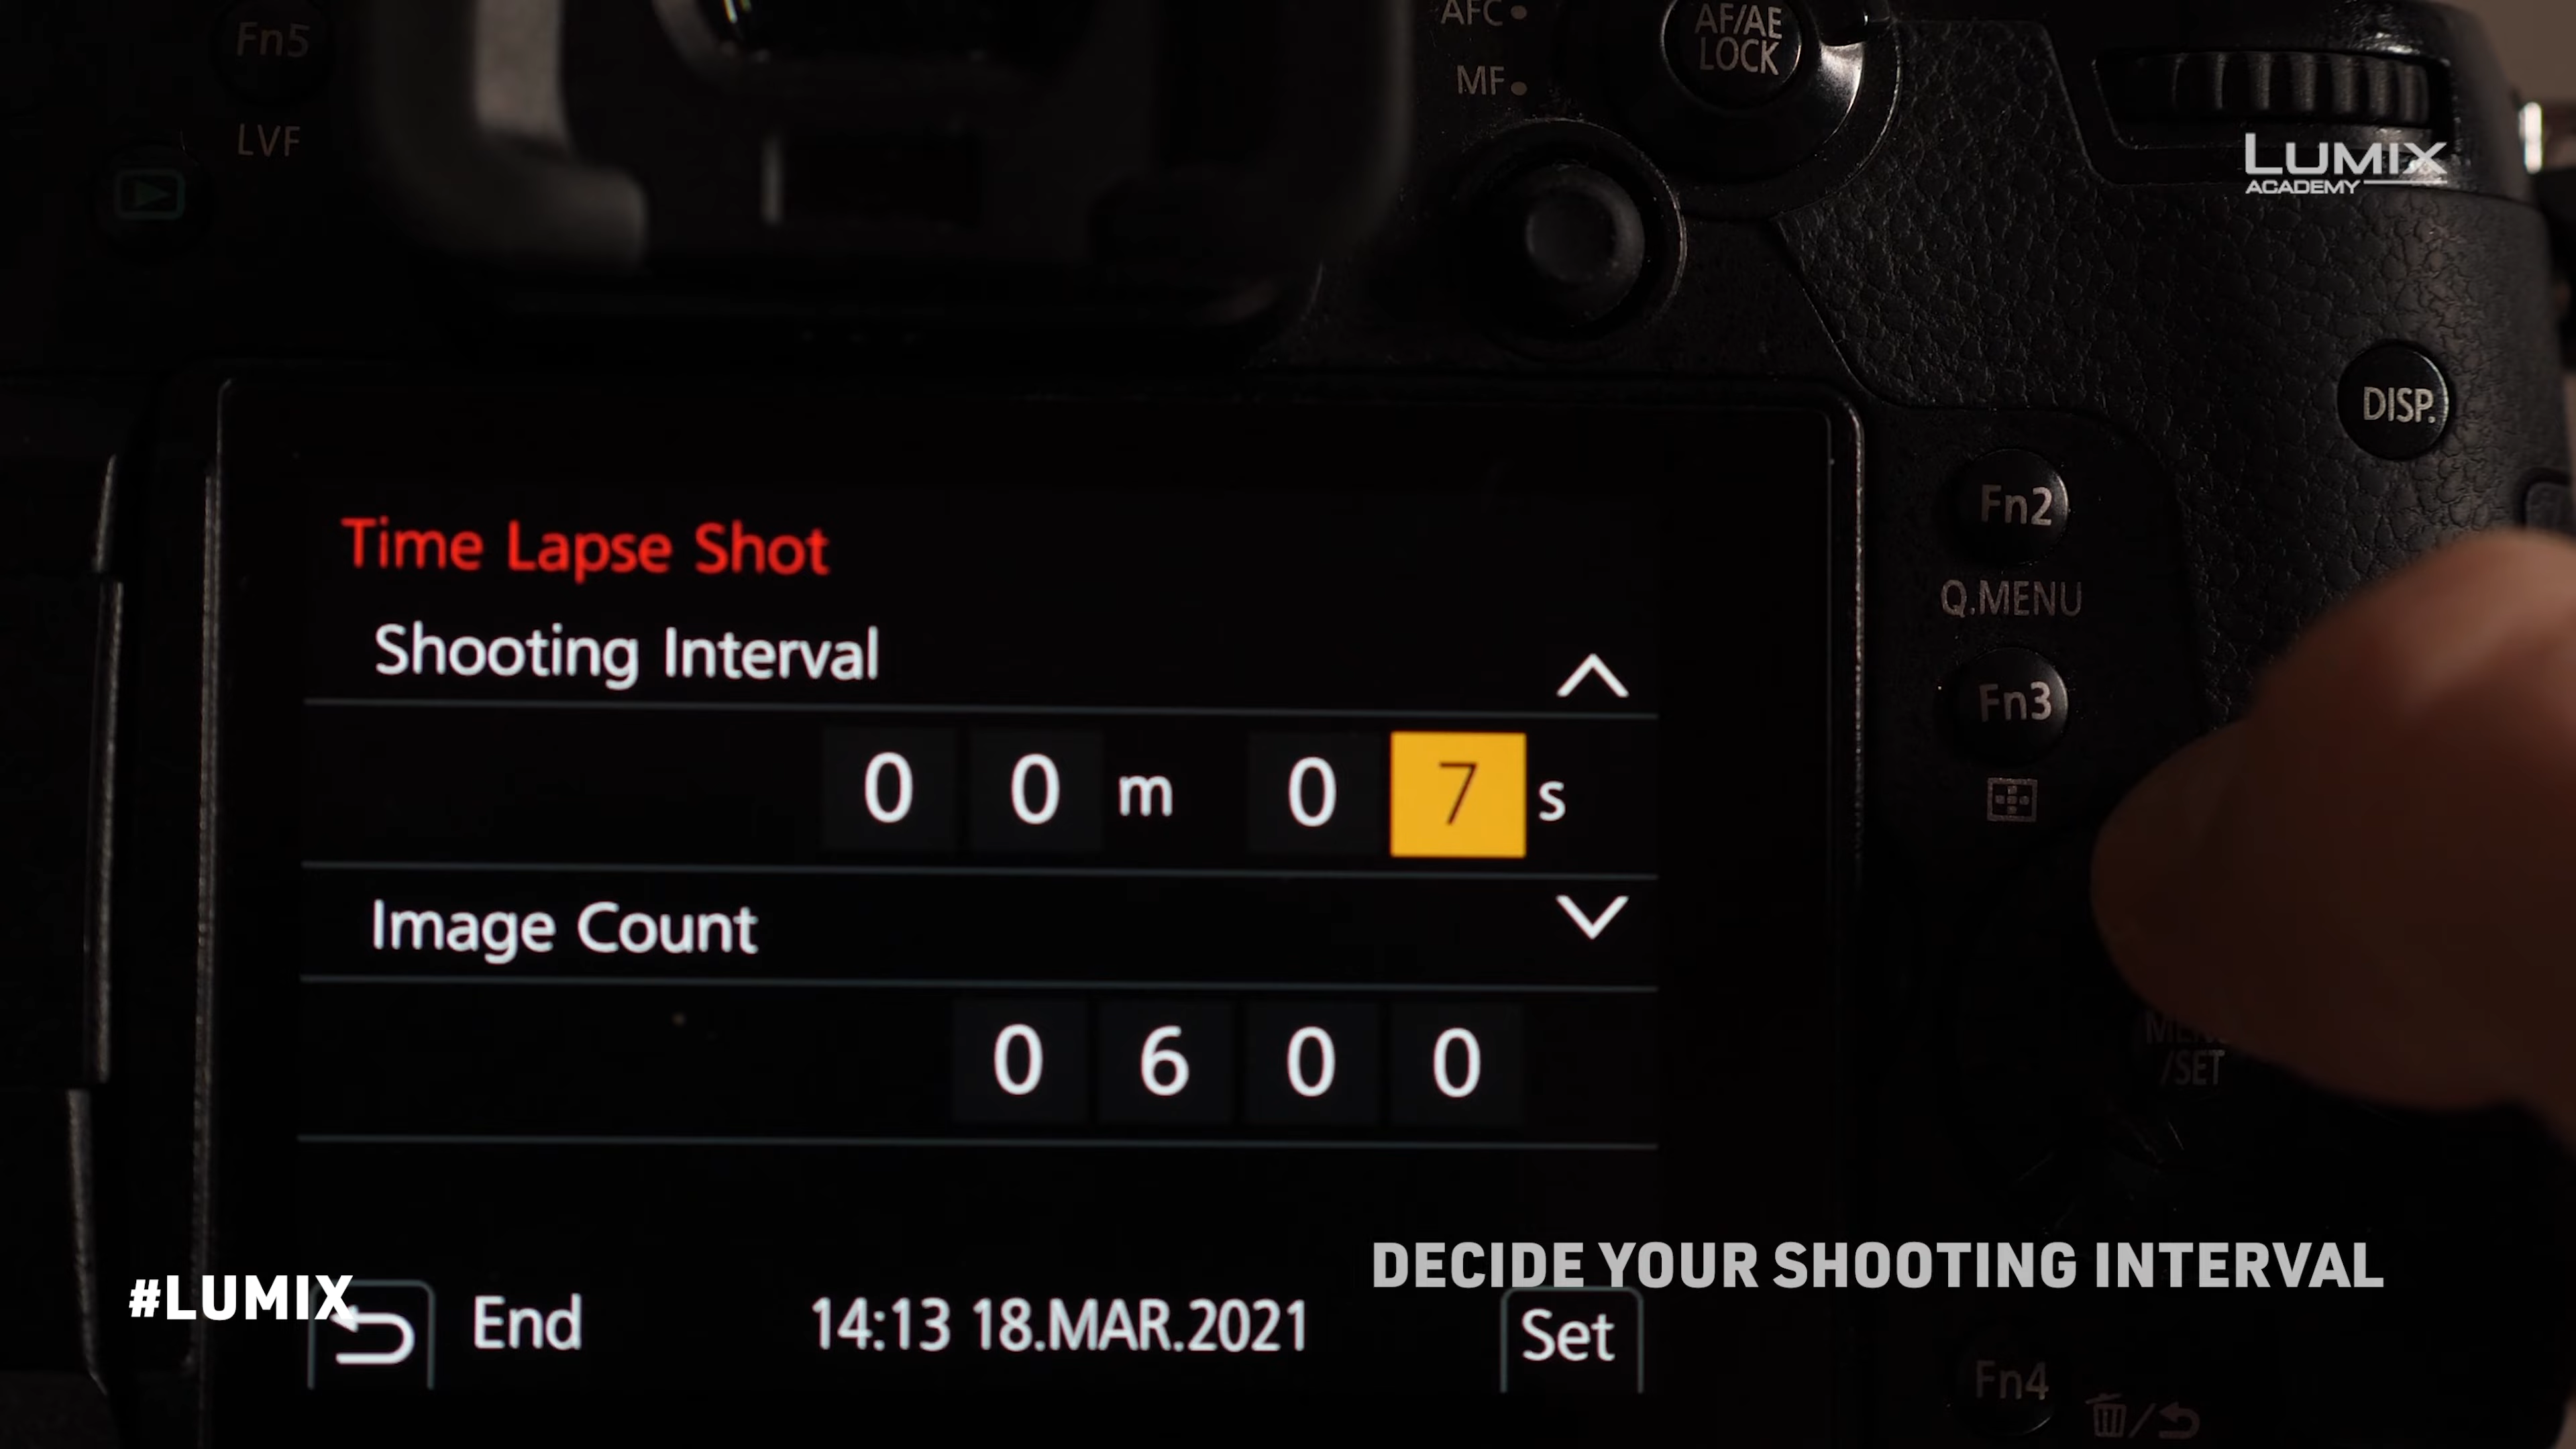 Fn5
LVF
AFC
MF
AF/AE
LOCK
LUMIX
ACADEMY
DISP.
Fn2
Q.MENU
Fn3
Time Lapse Shot
Shooting Interval
0 0 m 0 7 s
Image Count
0 6 0 0
MENU
/SET
DECIDE YOUR SHOOTING INTERVAL
#LUMIX
End
14:13 18.MAR.2021
Set
Fn4